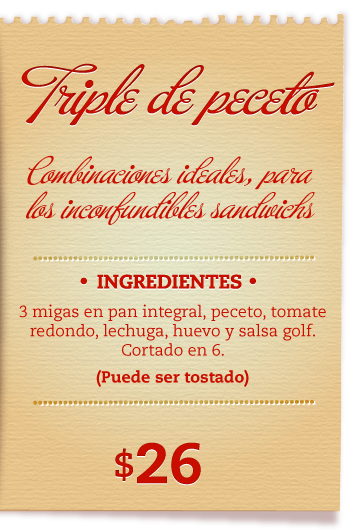 Triple de peceto
Combinaciones ideales, para
los inconfundibles sandwichs
• INGREDIENTES •
3 migas en pan integral, peceto, tomate
redondo, lechuga, huevo y salsa golf.
Cortado en 6.
(Puede ser tostado)
$26